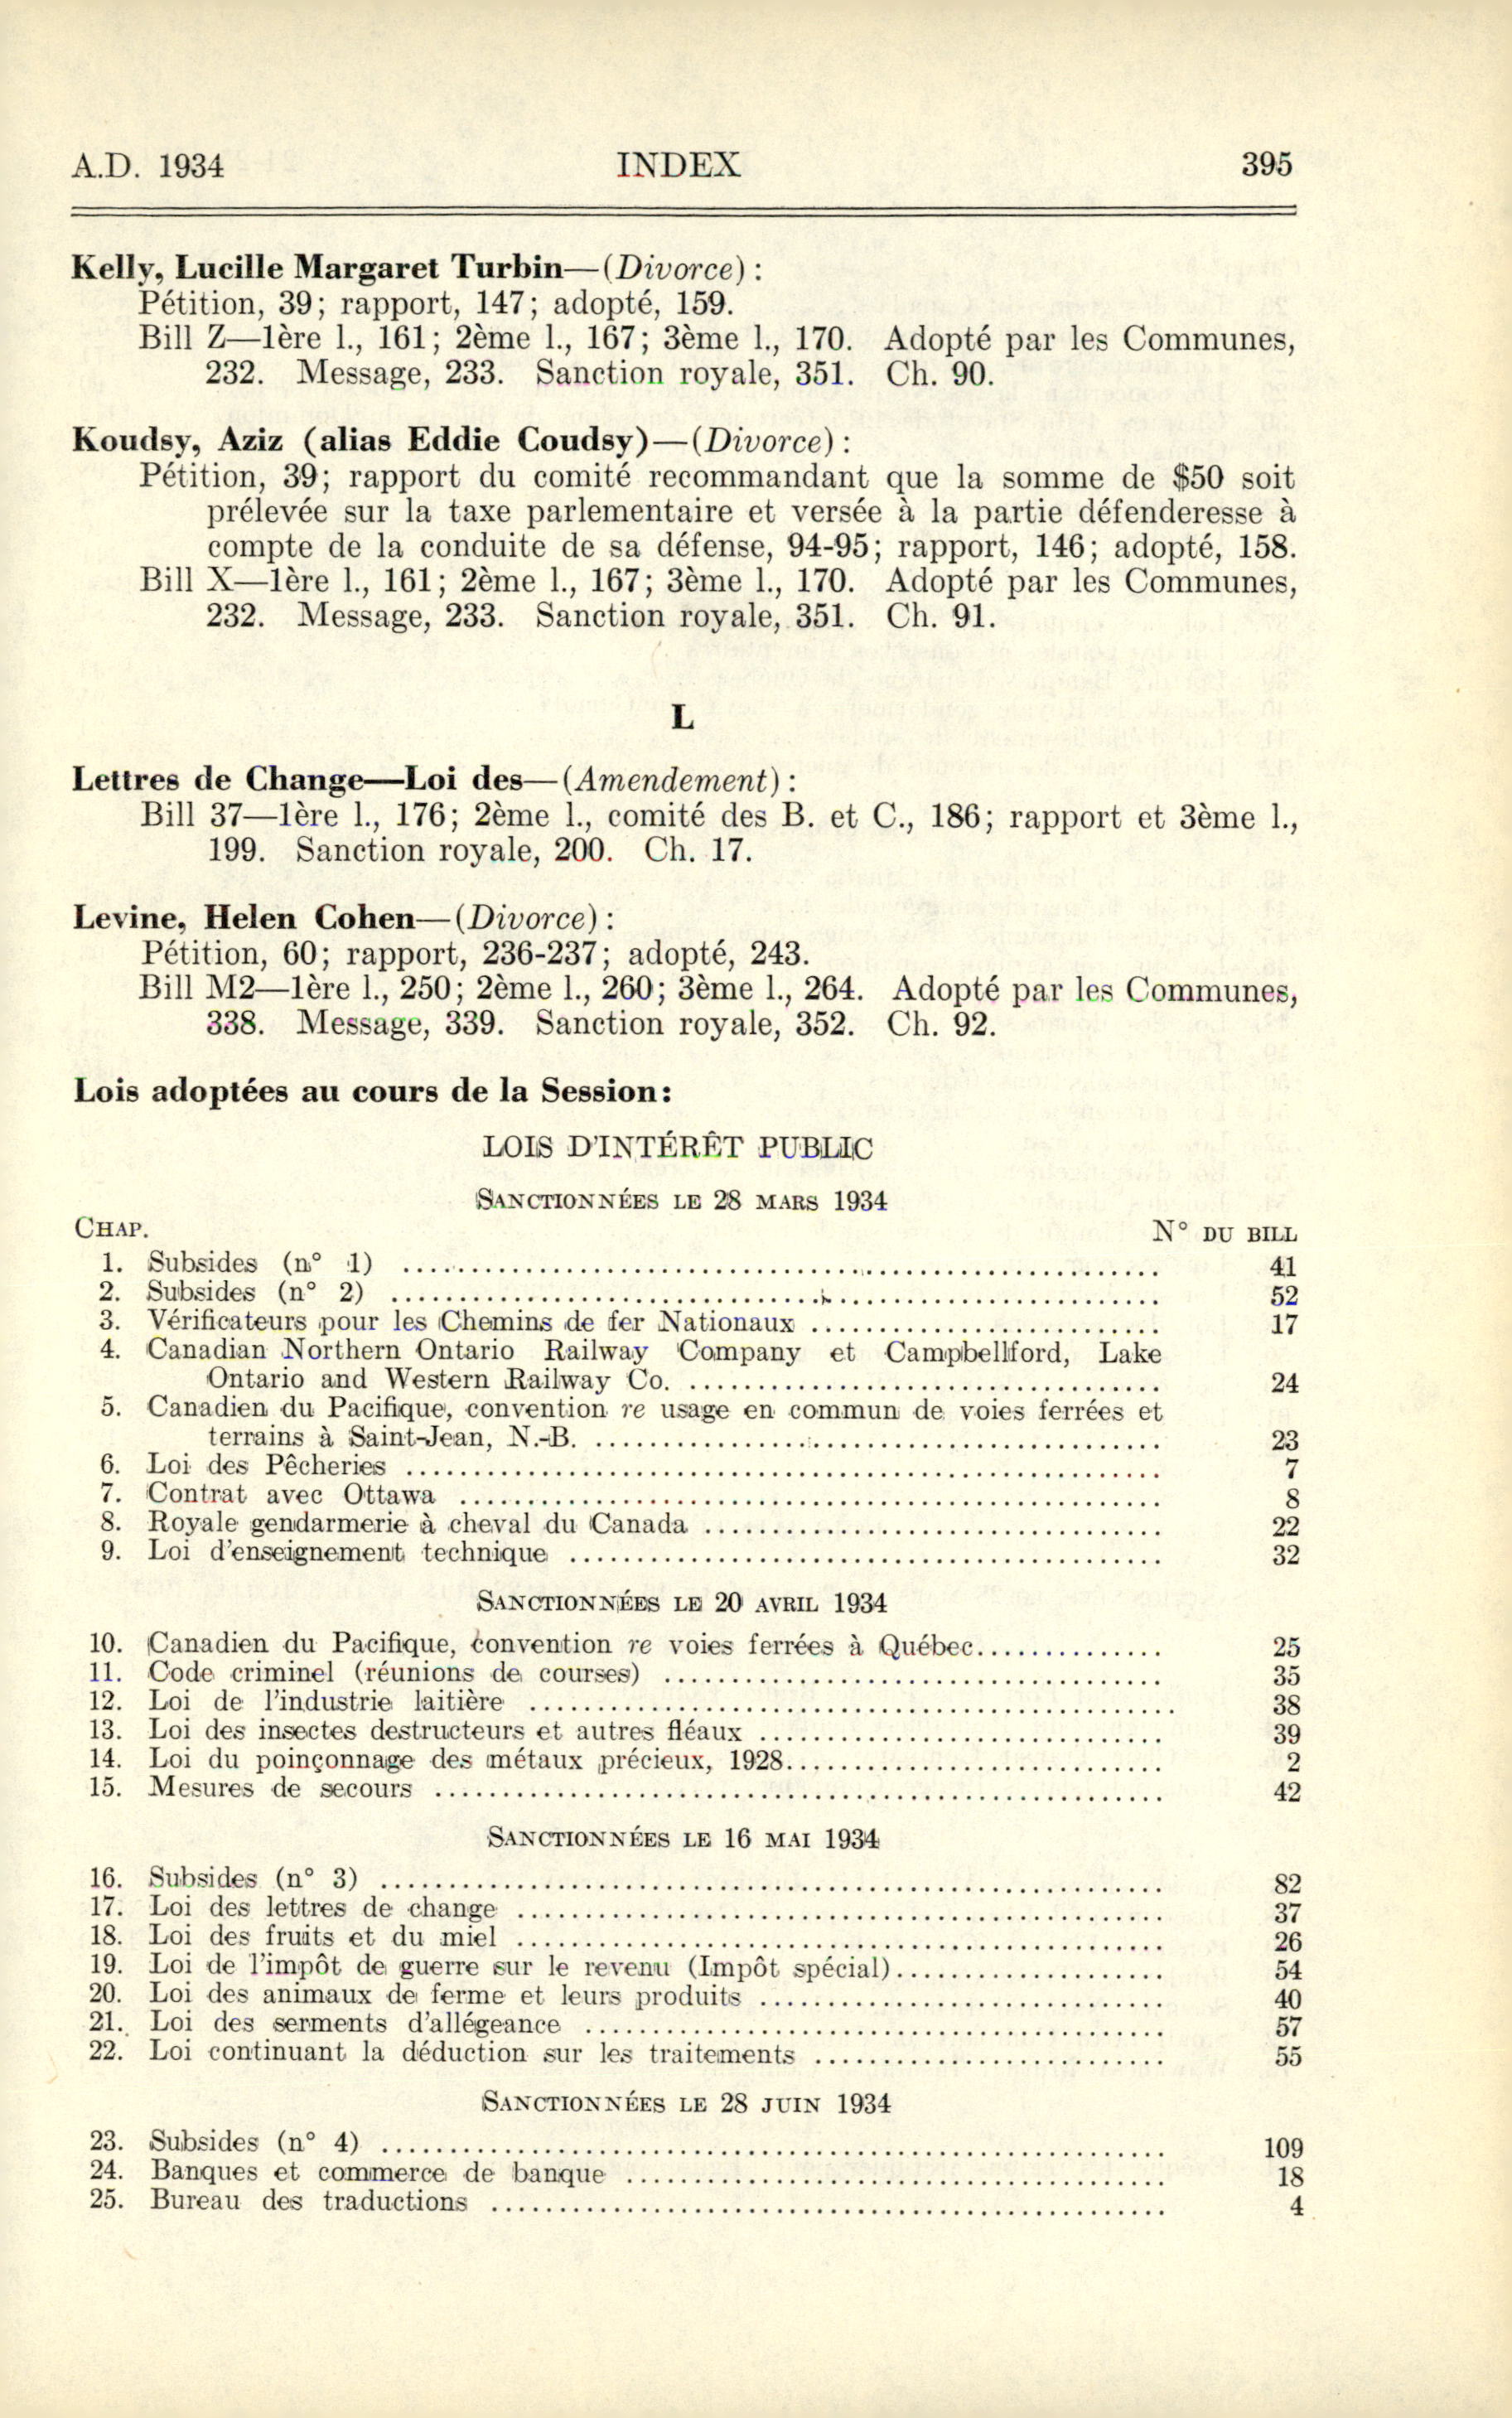 A.D. 1934 INDEX 395
Kelly, Lucille Margaret Turbin—(Divorce):
Pétition, 39; rapport, 147; adopté, 159.
Bill Z—1ère l., 161; 2ème l., 167; 3ème l., 170. Adopté par les Communes,
232. Message, 233. Sanction royale, 351. Ch. 90.
Koudsy, Aziz (alias Eddie Coudsy)—(Divorce):
Pétition, 39; rapport du comité recommandant que la somme de $50 soit
prélevée sur la taxe parlementaire et versée à la partie défenderesse à
compte de la conduite de sa défense, 94-95; rapport, 146; adopté, 158.
Bill X—1ère l., 161; 2ème l., 167; 3ème l., 170. Adopté par les Communes,
232. Message, 233. Sanction royale, 351. Ch. 91.
L
Lettres de Change—Loi des—(Amendement):
Bill 37—1ère l., 176; 2ème l., comité des B. et C., 186; rapport et 3ème l.,
199. Sanction royale, 200. Ch. 17.
Levine, Helen Cohen—(Divorce):
Pétition, 60; rapport, 236-237; adopté, 243.
Bill M2—1ère l., 250; 2ème l., 260; 3ème l., 264. Adopté par les Communes,
338. Message, 339. Sanction royale, 352. Ch. 92.
Lois adoptées au cours de la Session:
LOIS D'INTÉRÊT PUBLIC
SANCTIONNÉES LE 28 MARS 1934
CHAP. N° DU BILL
1. Subsides (n° 1) ........ 41
2. Subsides (n° 2) ........ 52
3. Vérificateurs pour les Chemins de fer Nationaux ........ 17
4. Canadian Northern Ontario Railway Company et Campbellford, Lake
Ontario and Western Railway Co. ........ 24
5. Canadien du Pacifique, convention re usage en commun de voies ferrées et
terrains à Saint-Jean, N.-B. ........ 23
6. Loi des Pêcheries ........ 7
7. Contrat avec Ottawa ........ 8
8. Royale gendarmerie à cheval du Canada ........ 22
9. Loi d'enseignement technique ........ 32
SANCTIONNÉES LE 20 AVRIL 1934
10. Canadien du Pacifique, convention re voies ferrées à Québec........ 25
11. Code criminel (réunions de courses) ........ 35
12. Loi de l'industrie laitière ........ 38
13. Loi des insectes destructeurs et autres fléaux ........ 39
14. Loi du poinçonnage des métaux précieux, 1928........ 2
15. Mesures de secours ........ 42
SANCTIONNÉES LE 16 MAI 1934
16. Subsides (n° 3) ........ 82
17. Loi des lettres de change ........ 37
18. Loi des fruits et du miel ........ 26
19. Loi de l'impôt de guerre sur le revenu (Impôt spécial)........ 54
20. Loi des animaux de ferme et leurs produits ........ 40
21. Loi des serments d'allégeance ........ 57
22. Loi continuant la déduction sur les traitements ........ 55
SANCTIONNÉES LE 28 JUIN 1934
23. Subsides (n° 4) ........ 109
24. Banques et commerce de banque ........ 18
25. Bureau des traductions ........ 4